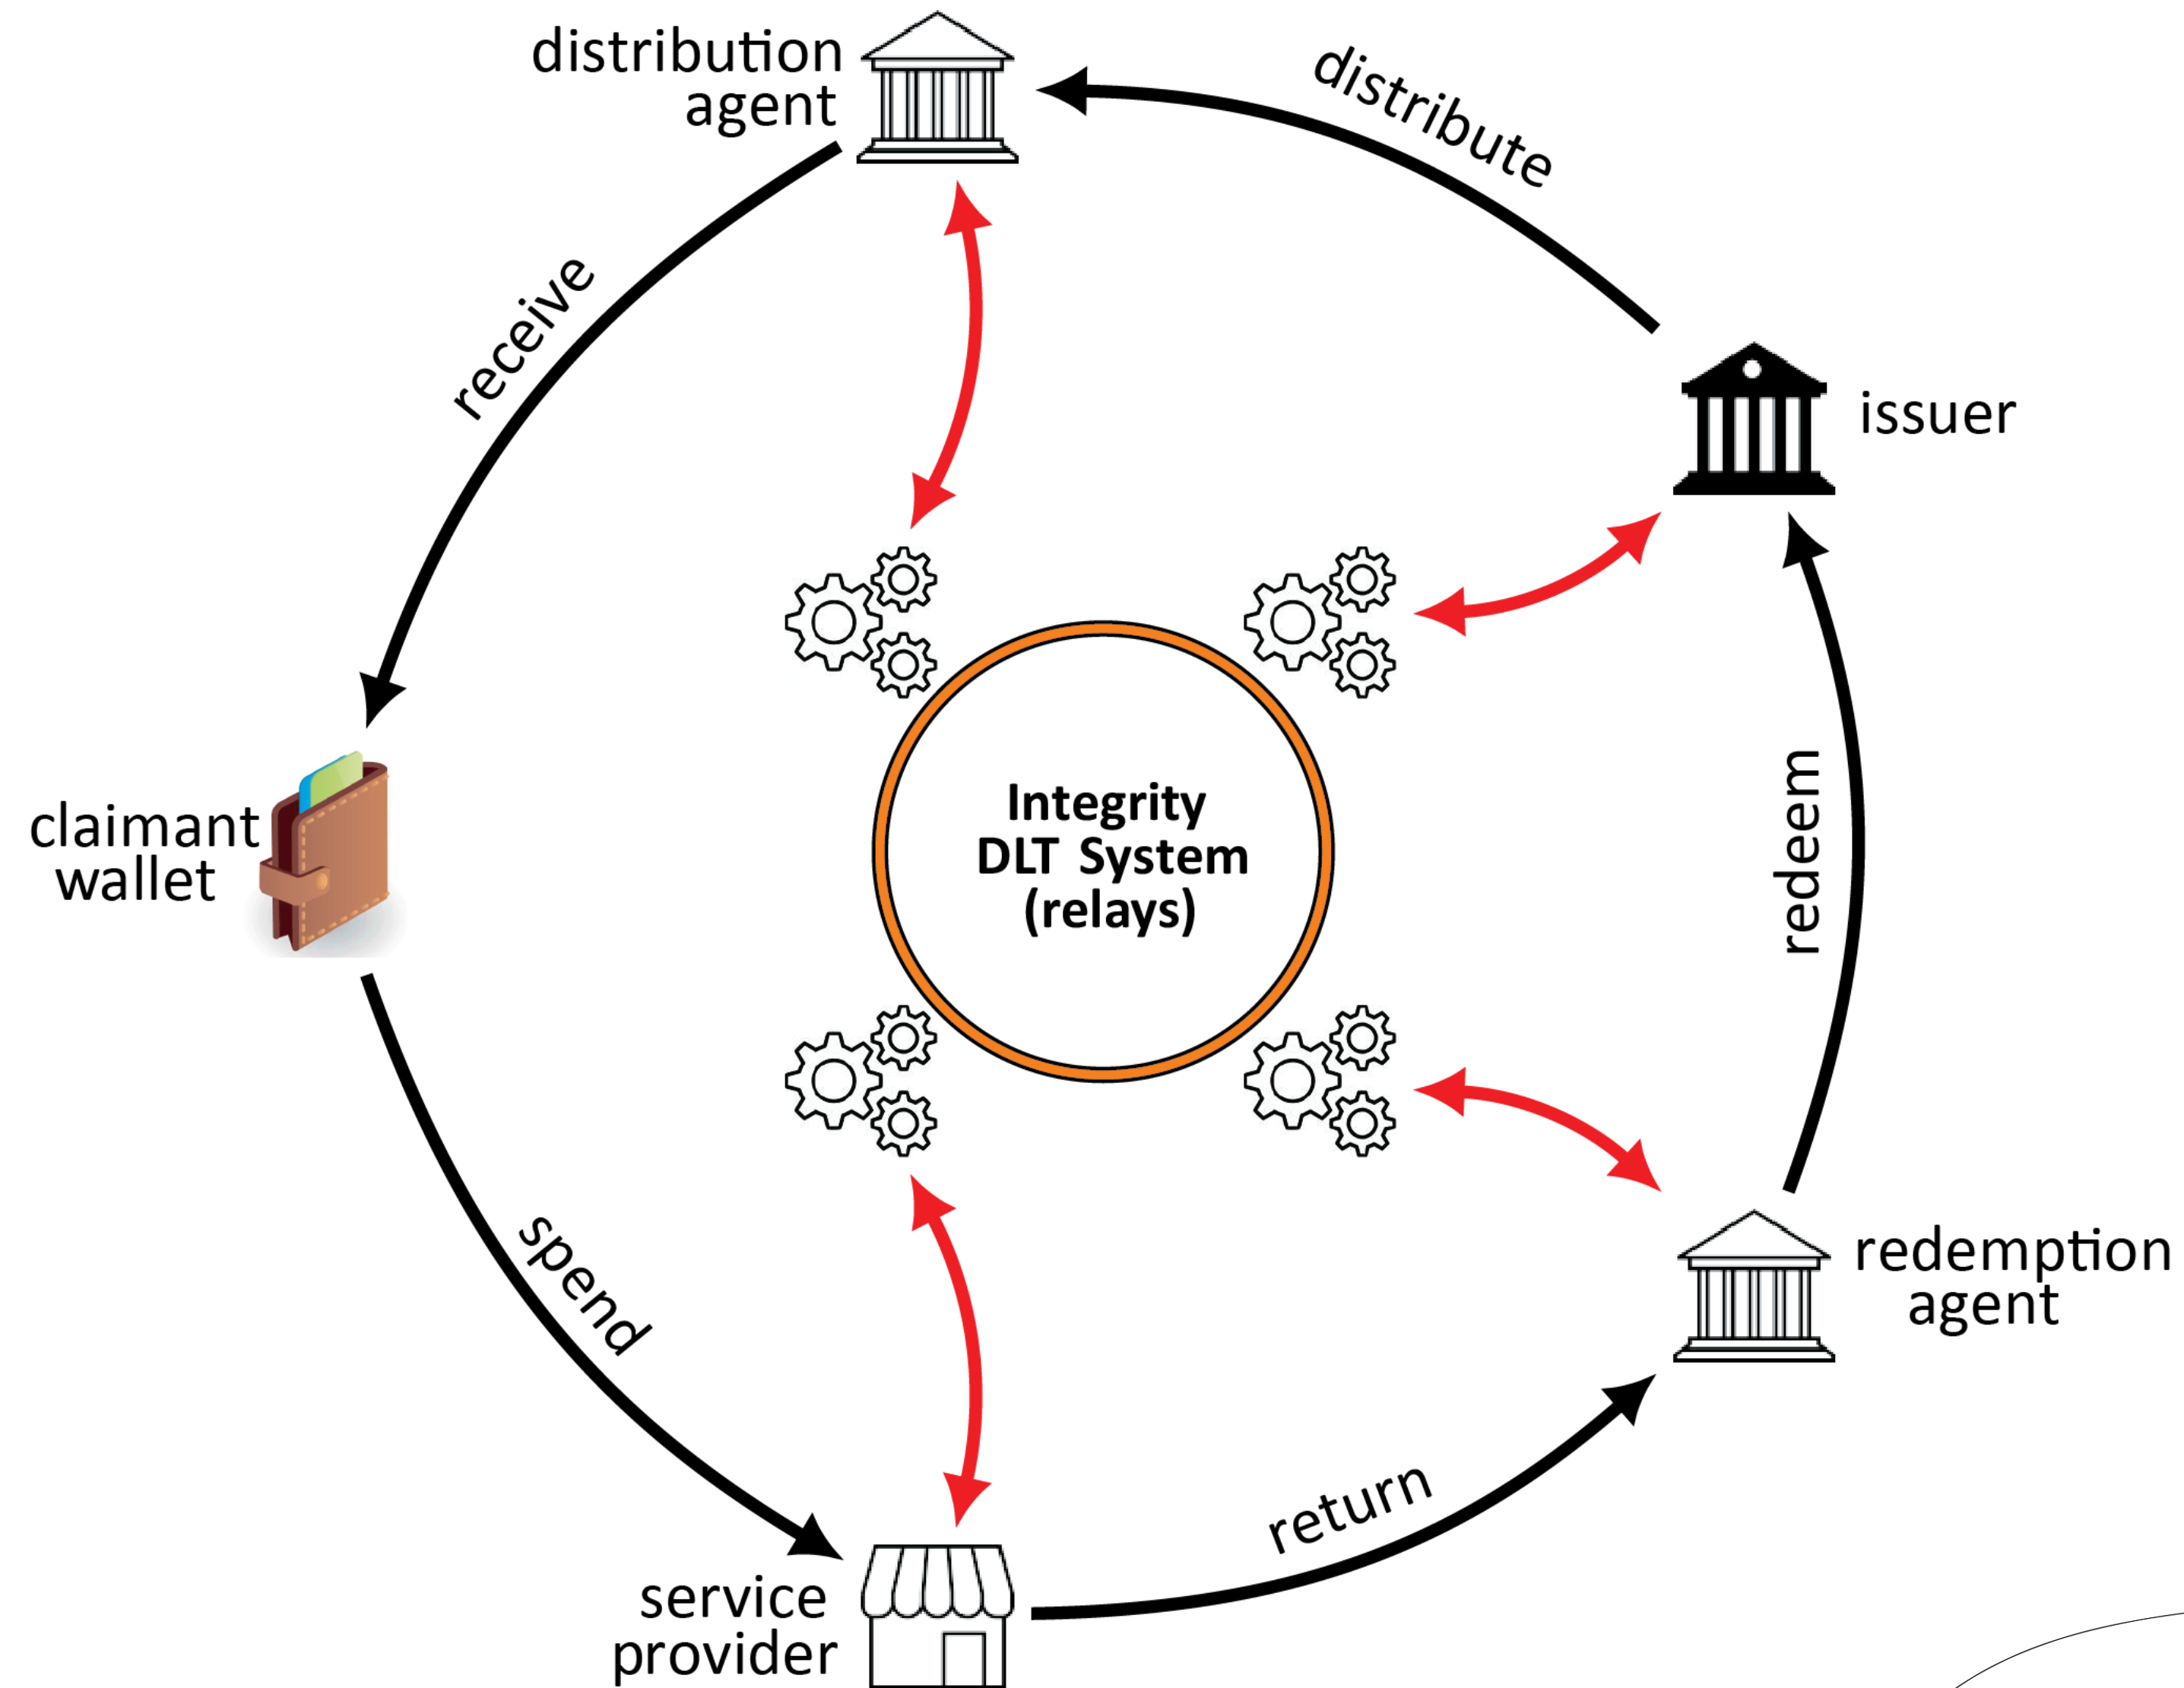 distribution
agent
distribute
receive
issuer
claimant
wallet
Integrity
DLT System
(relays)
redeem
spend
redemption
agent
return
service
provider